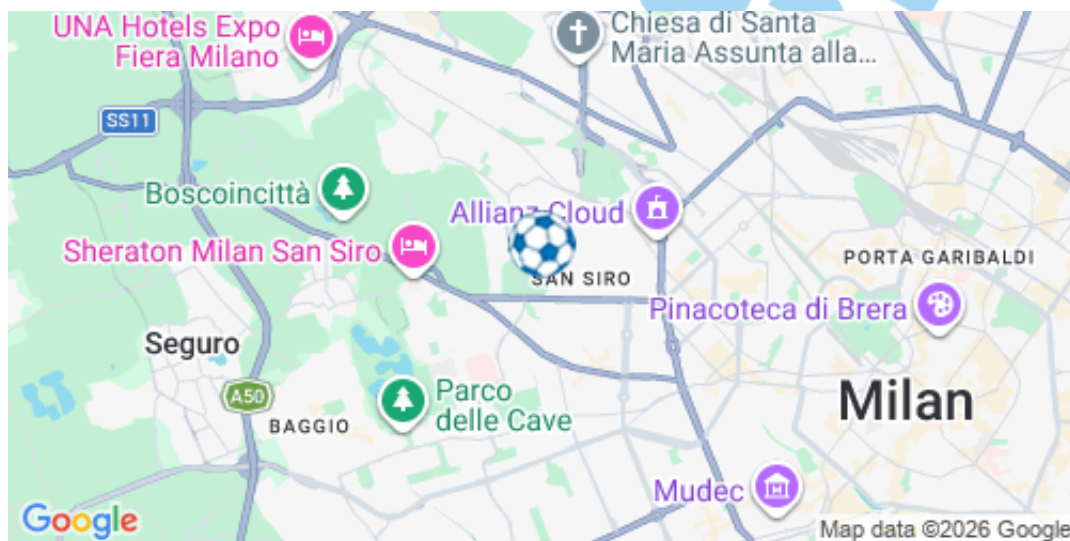 UNA Hotels Expo
Fiera Milano
Chiesa di Santa
Maria Assunta alla...
SS11
Boscoincittà
Allianz Cloud
Sheraton Milan San Siro
SAN SIRO
PORTA GARIBALDI
Pinacoteca di Brera
Seguro
A50
Parco
delle Cave
BAGGIO
Milan
Mudec
Google
Map data ©2026 Google